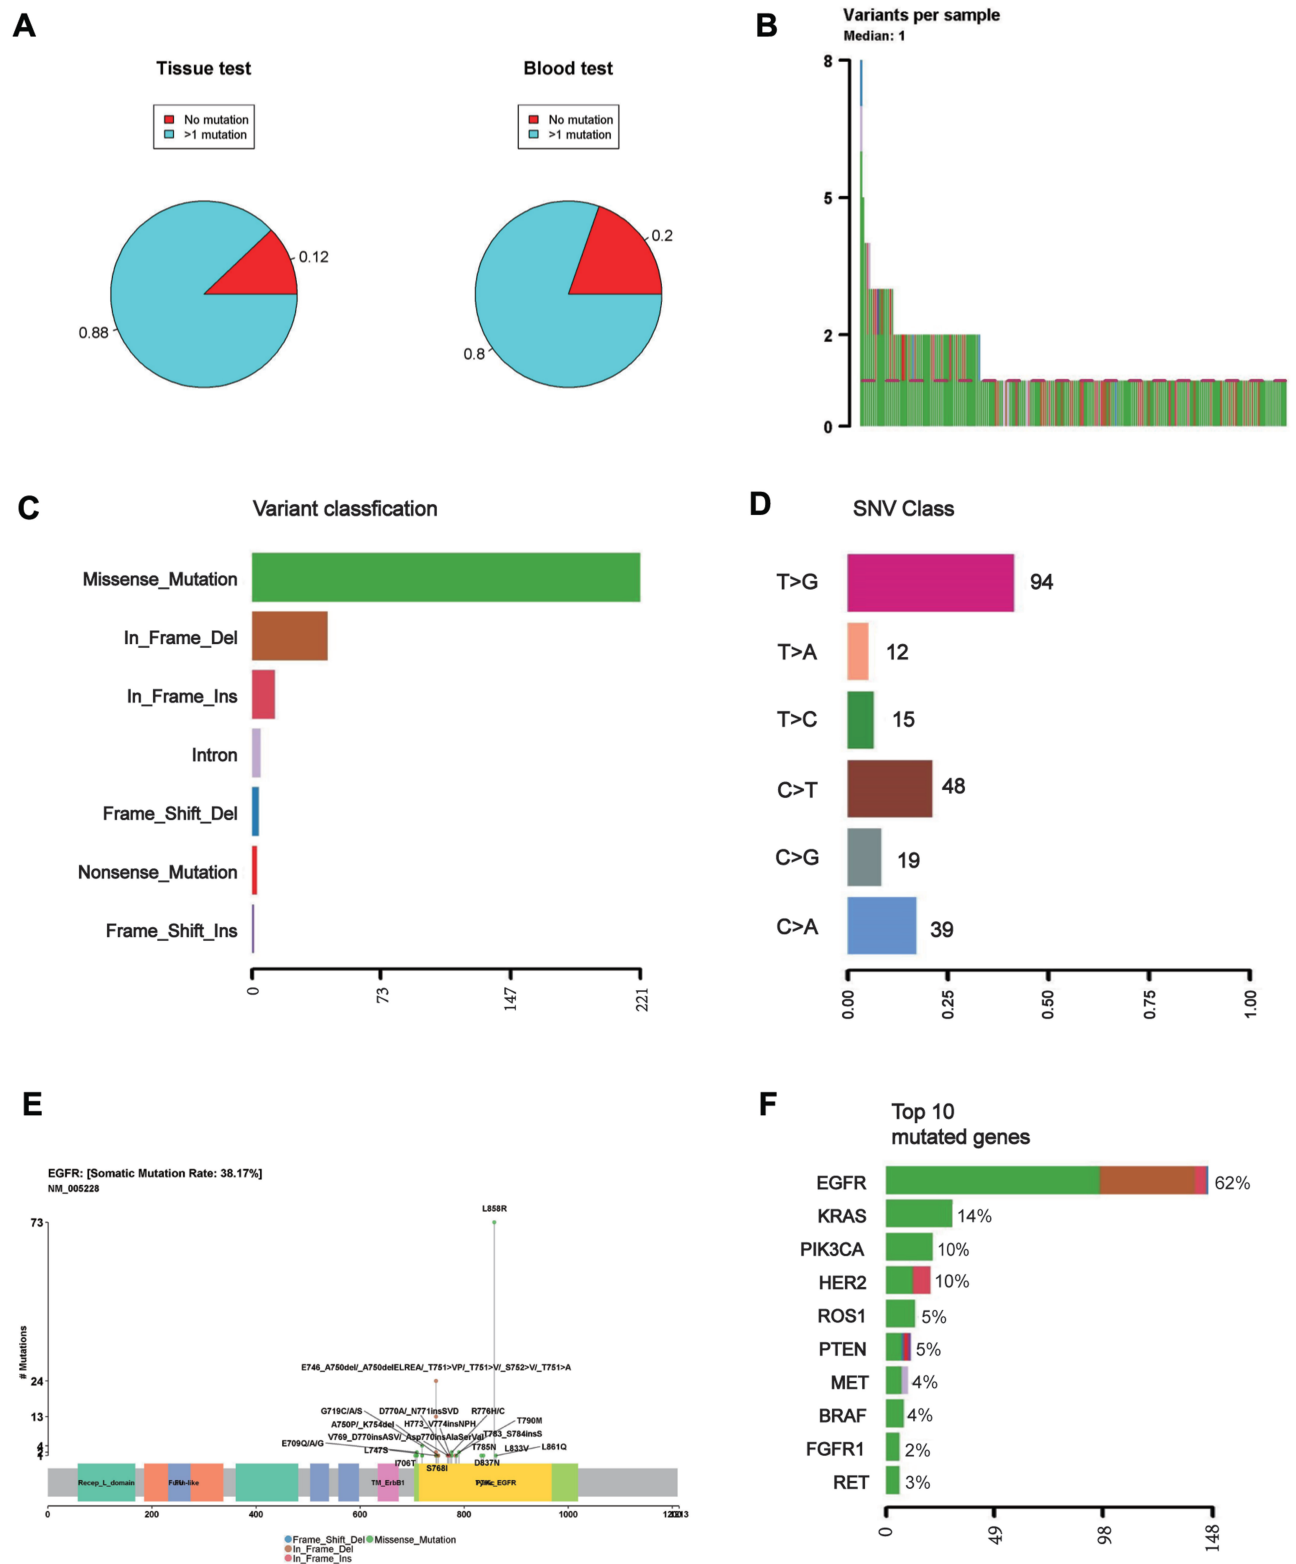 A
Tissue test
No mutation
>1 mutation
0.12
0.88
Blood test
No mutation
>1 mutation
0.2
0.8
B
Variants per sample
Median: 1
8
5
2
0
C
Variant classfication
Missense_Mutation
In_Frame_Del
In_Frame_Ins
Intron
Frame_Shift_Del
Nonsense_Mutation
Frame_Shift_Ins
0
73
147
221
D
SNV Class
T>G
94
T>A
12
T>C
15
C>T
48
C>G
19
C>A
39
0.00
0.25
0.50
0.75
1.00
E
EGFR: [Somatic Mutation Rate: 38.17%]
NM_005228
# Mutations
73
24
13
L858R
E746_A750del/_A750delELREA/_T751>VP/_T751>V/_S752>V/_T751>A
G719C/A/S
D770A/_N771insSVD
R776H/C
A750P/_K754del
H773_V774insNPH
T790M
V769_D770insASV/_Asp770insAlaSerVal
T783_S784insS
E709Q/A/G
L747S
T785N
L833V
L861Q
I706T
S768I
D837N
Recep_L_domain
TM_ErbB1
0
200
400
600
800
1000
Frame_Shift_Del
Missense_Mutation
In_Frame_Del
In_Frame_Ins
F
Top 10
mutated genes
EGFR
62%
KRAS
14%
PIK3CA
10%
HER2
10%
ROS1
5%
PTEN
5%
MET
4%
BRAF
4%
FGFR1
2%
RET
3%
0
49
98
148